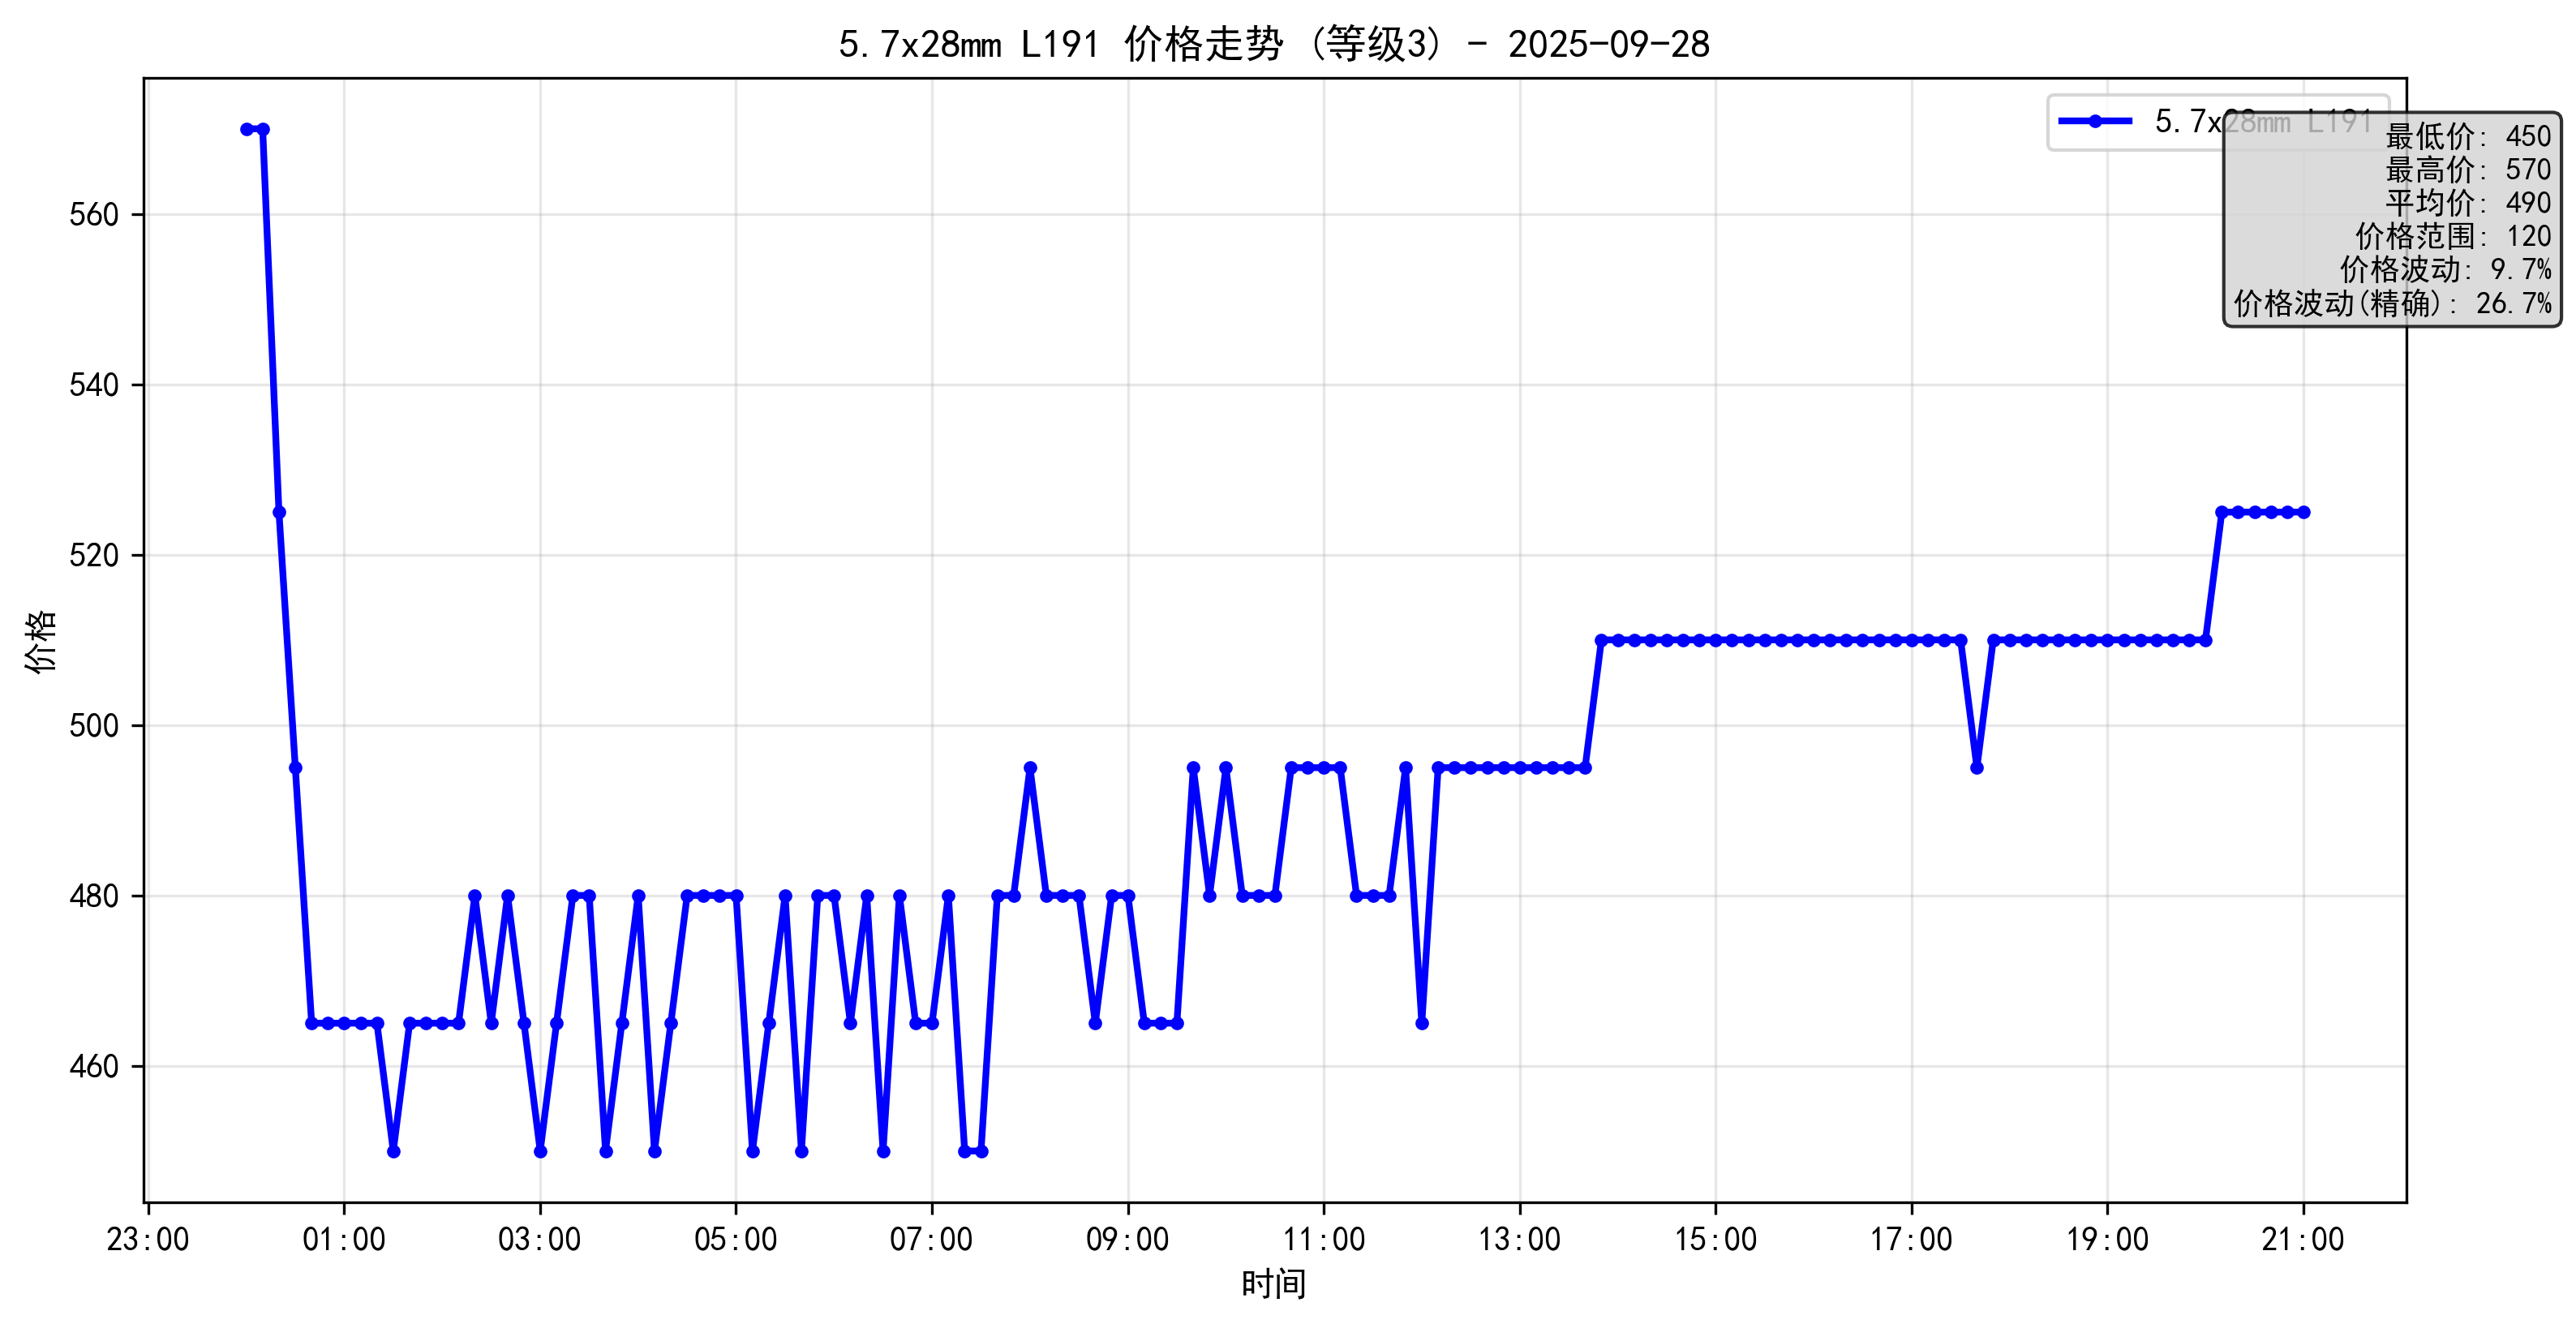 5.7x28mm L191 价格走势 (等级3) - 2025-09-28
5.7x28mm L191
最低价: 450
最高价: 570
平均价: 490
价格范围: 120
价格波动: 9.7%
价格波动(精确): 26.7%
560
540
520
500
480
460
价格
23:00 01:00 03:00 05:00 07:00 09:00 11:00 13:00 15:00 17:00 19:00 21:00
时间